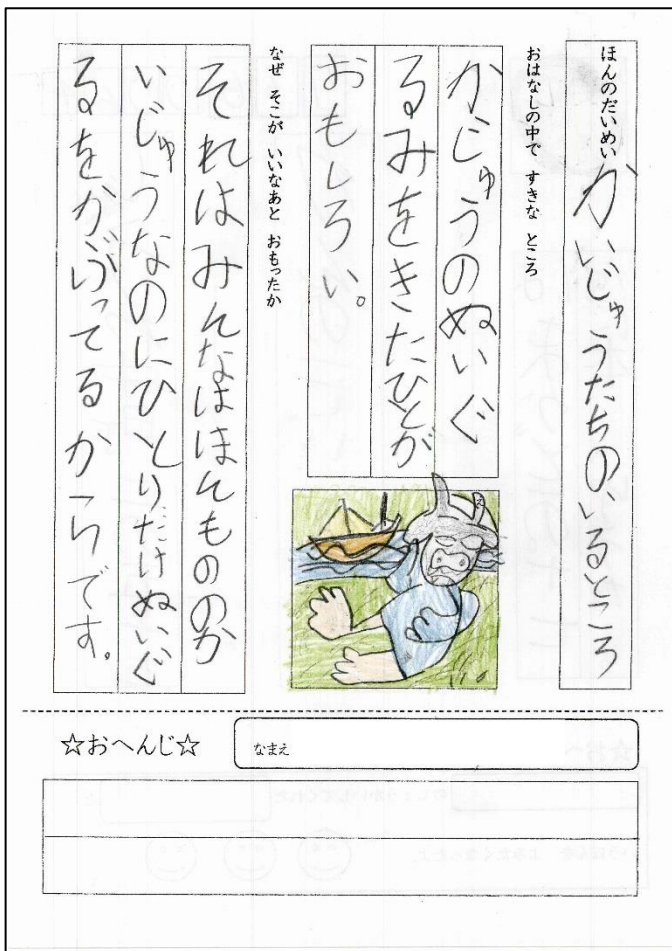 ほんのだいめい
かいじゅうたちのいるところ
おはなしの中で すきな ところ
かじゅうのぬいぐ
るみをきたひとが
おもしろい。
なぜ そこが いいなあと おもったか
それはみんなはほんもののか
いじゅうなのにひとりだけぬいぐ
るをかぶってるからです。
☆おへんじ☆
なまえ